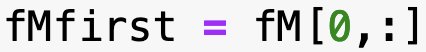 fMfirst = fM[0,:]